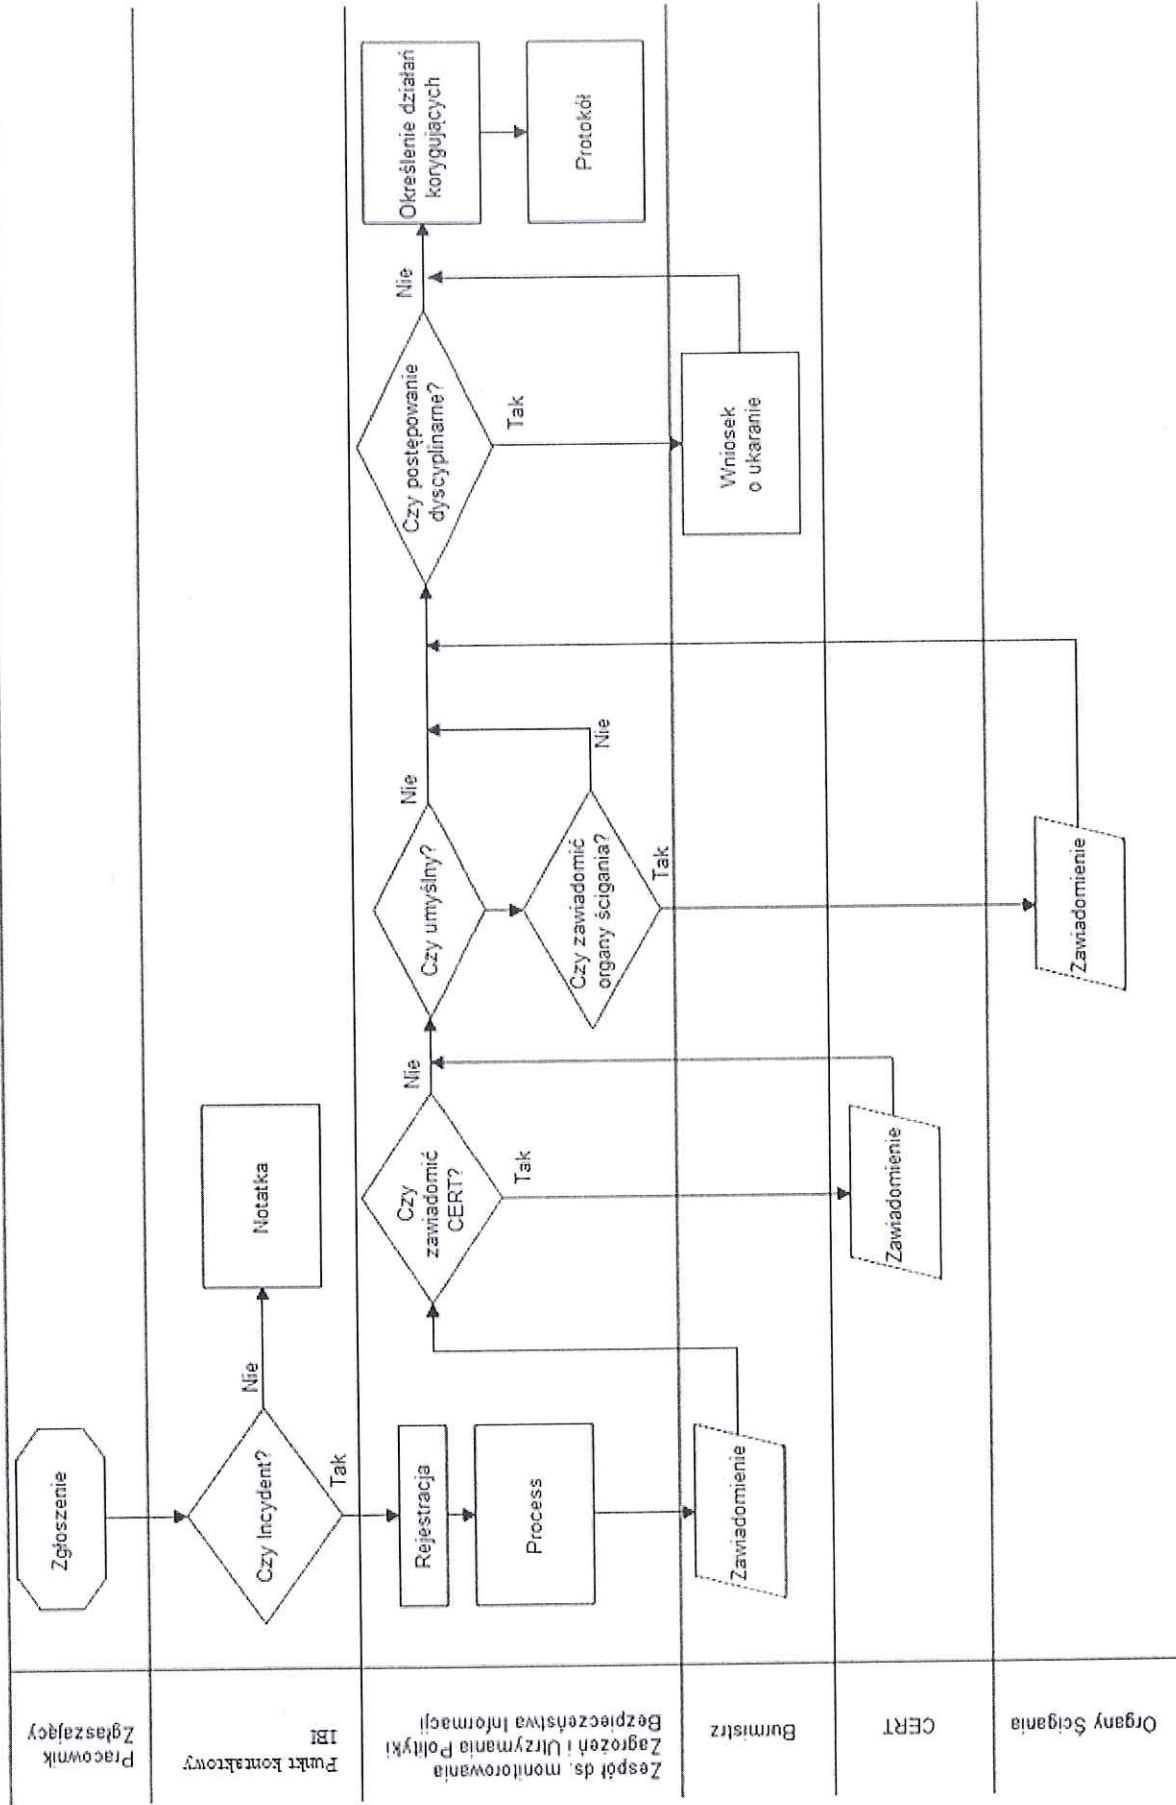 Pracownik
Zgłaszający
Zgłoszenie
Punkt kontaktowy
IBI
Czy Incydent?
Nie
Notatka
Tak
Zespół ds. monitorowania
Zagrożeń i Utrzymania Polityki
Bezpieczeństwa Informacji
Rejestracja
Process
Czy
zawiadomić
CERT?
Nie
Tak
Czy umyślny?
Nie
Czy zawiadomić
organy ścigania?
Nie
Tak
Czy postępowanie
dyscyplinarne?
Nie
Tak
Określenie działań
korygujących
Protokół
Burmistrz
Zawiadomienie
Wniosek
o ukaranie
CERT
Zawiadomienie
Organy Ścigania
Zawiadomienie